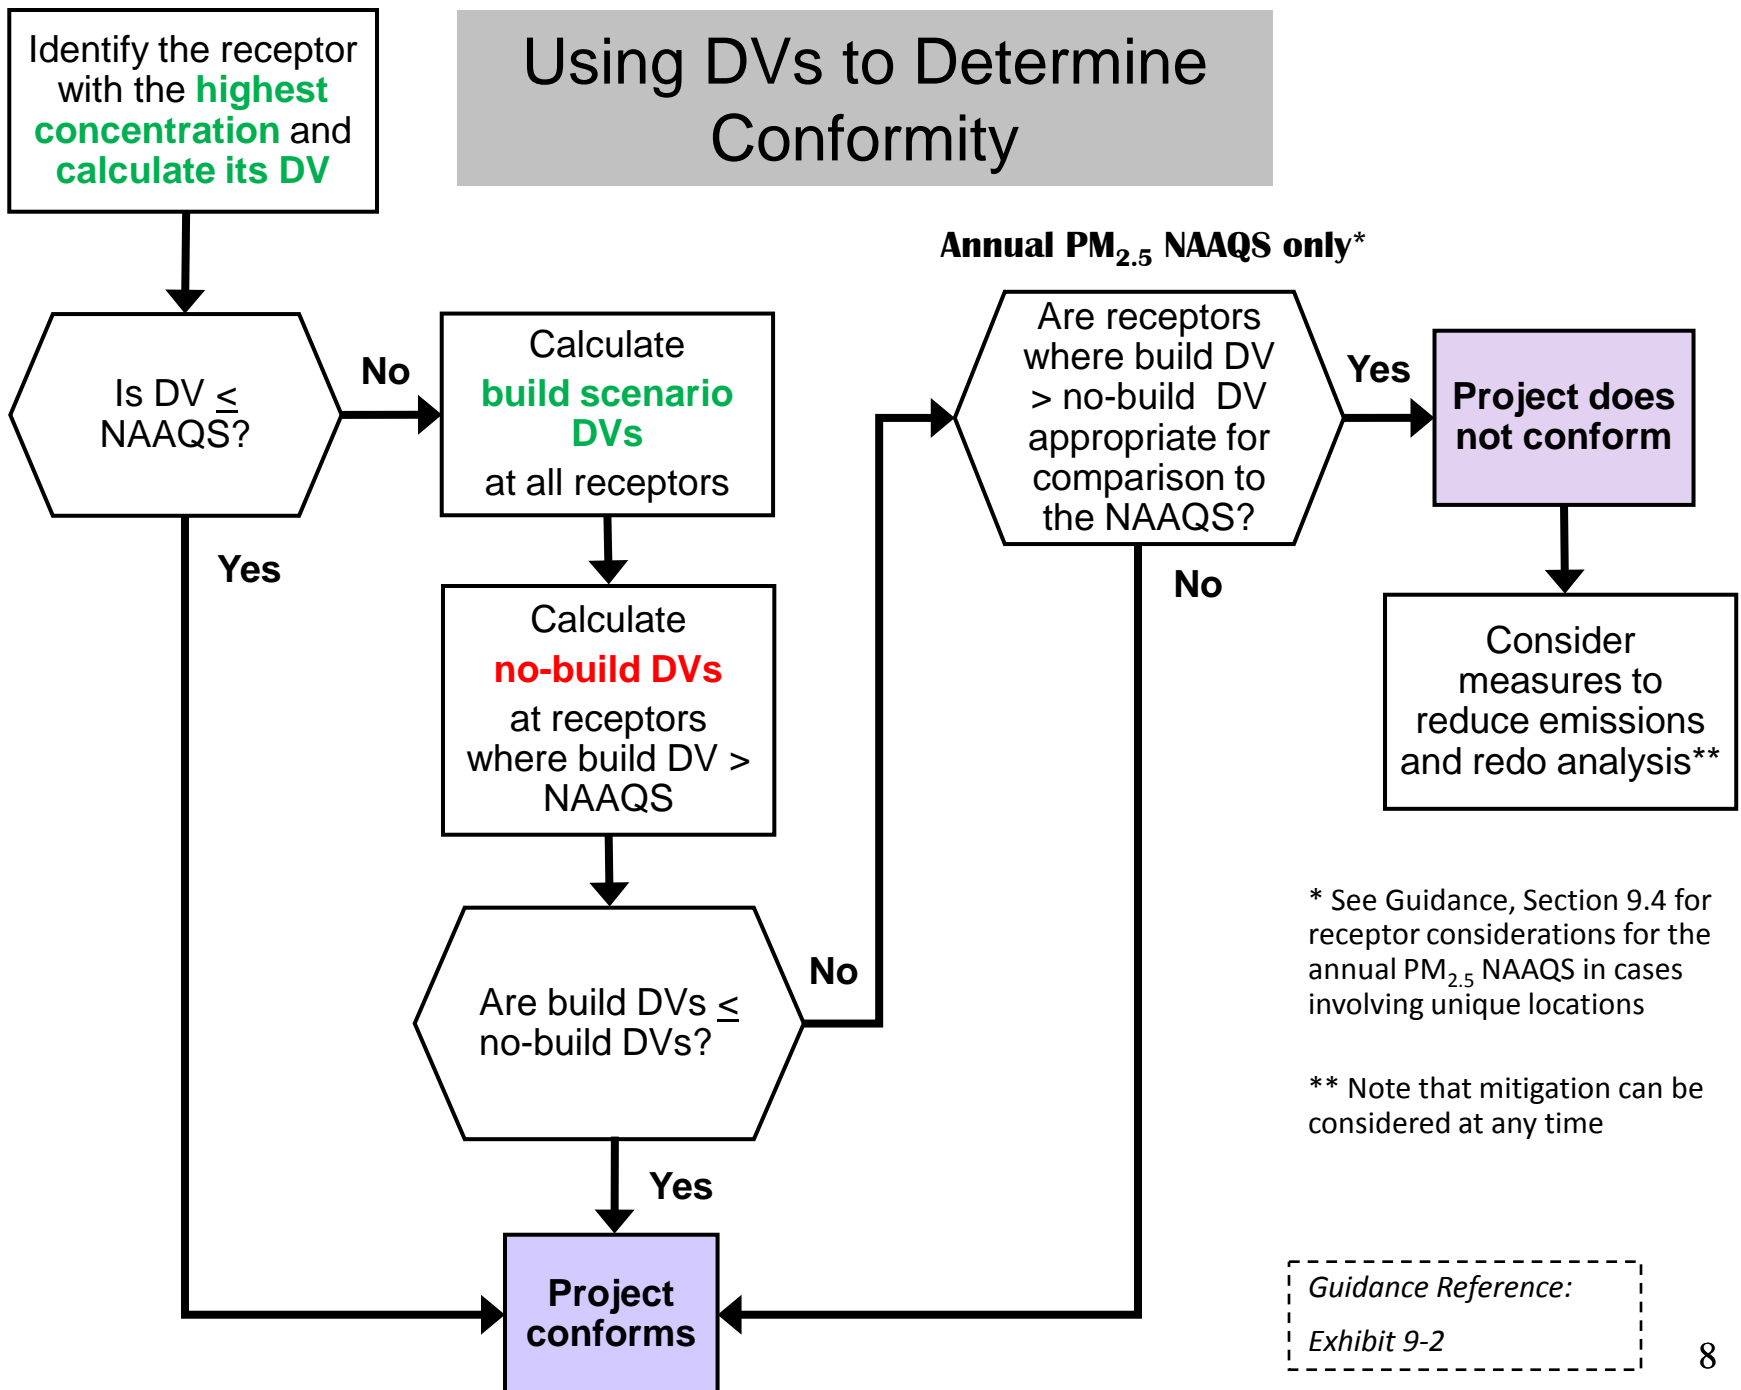 Using DVs to Determine
Conformity
Identify the receptor
with the highest
concentration and
calculate its DV
Is DV ≤
NAAQS?
No
Yes
Calculate
build scenario
DVs
at all receptors
Calculate
no-build DVs
at receptors
where build DV >
NAAQS
Are build DVs ≤
no-build DVs?
No
Yes
Annual PM2.5 NAAQS only*
Are receptors
where build DV
> no-build DV
appropriate for
comparison to
the NAAQS?
Yes
No
Project does
not conform
Consider
measures to
reduce emissions
and redo analysis**
Project
conforms
* See Guidance, Section 9.4 for
receptor considerations for the
annual PM2.5 NAAQS in cases
involving unique locations
** Note that mitigation can be
considered at any time
Guidance Reference:
Exhibit 9-2
8